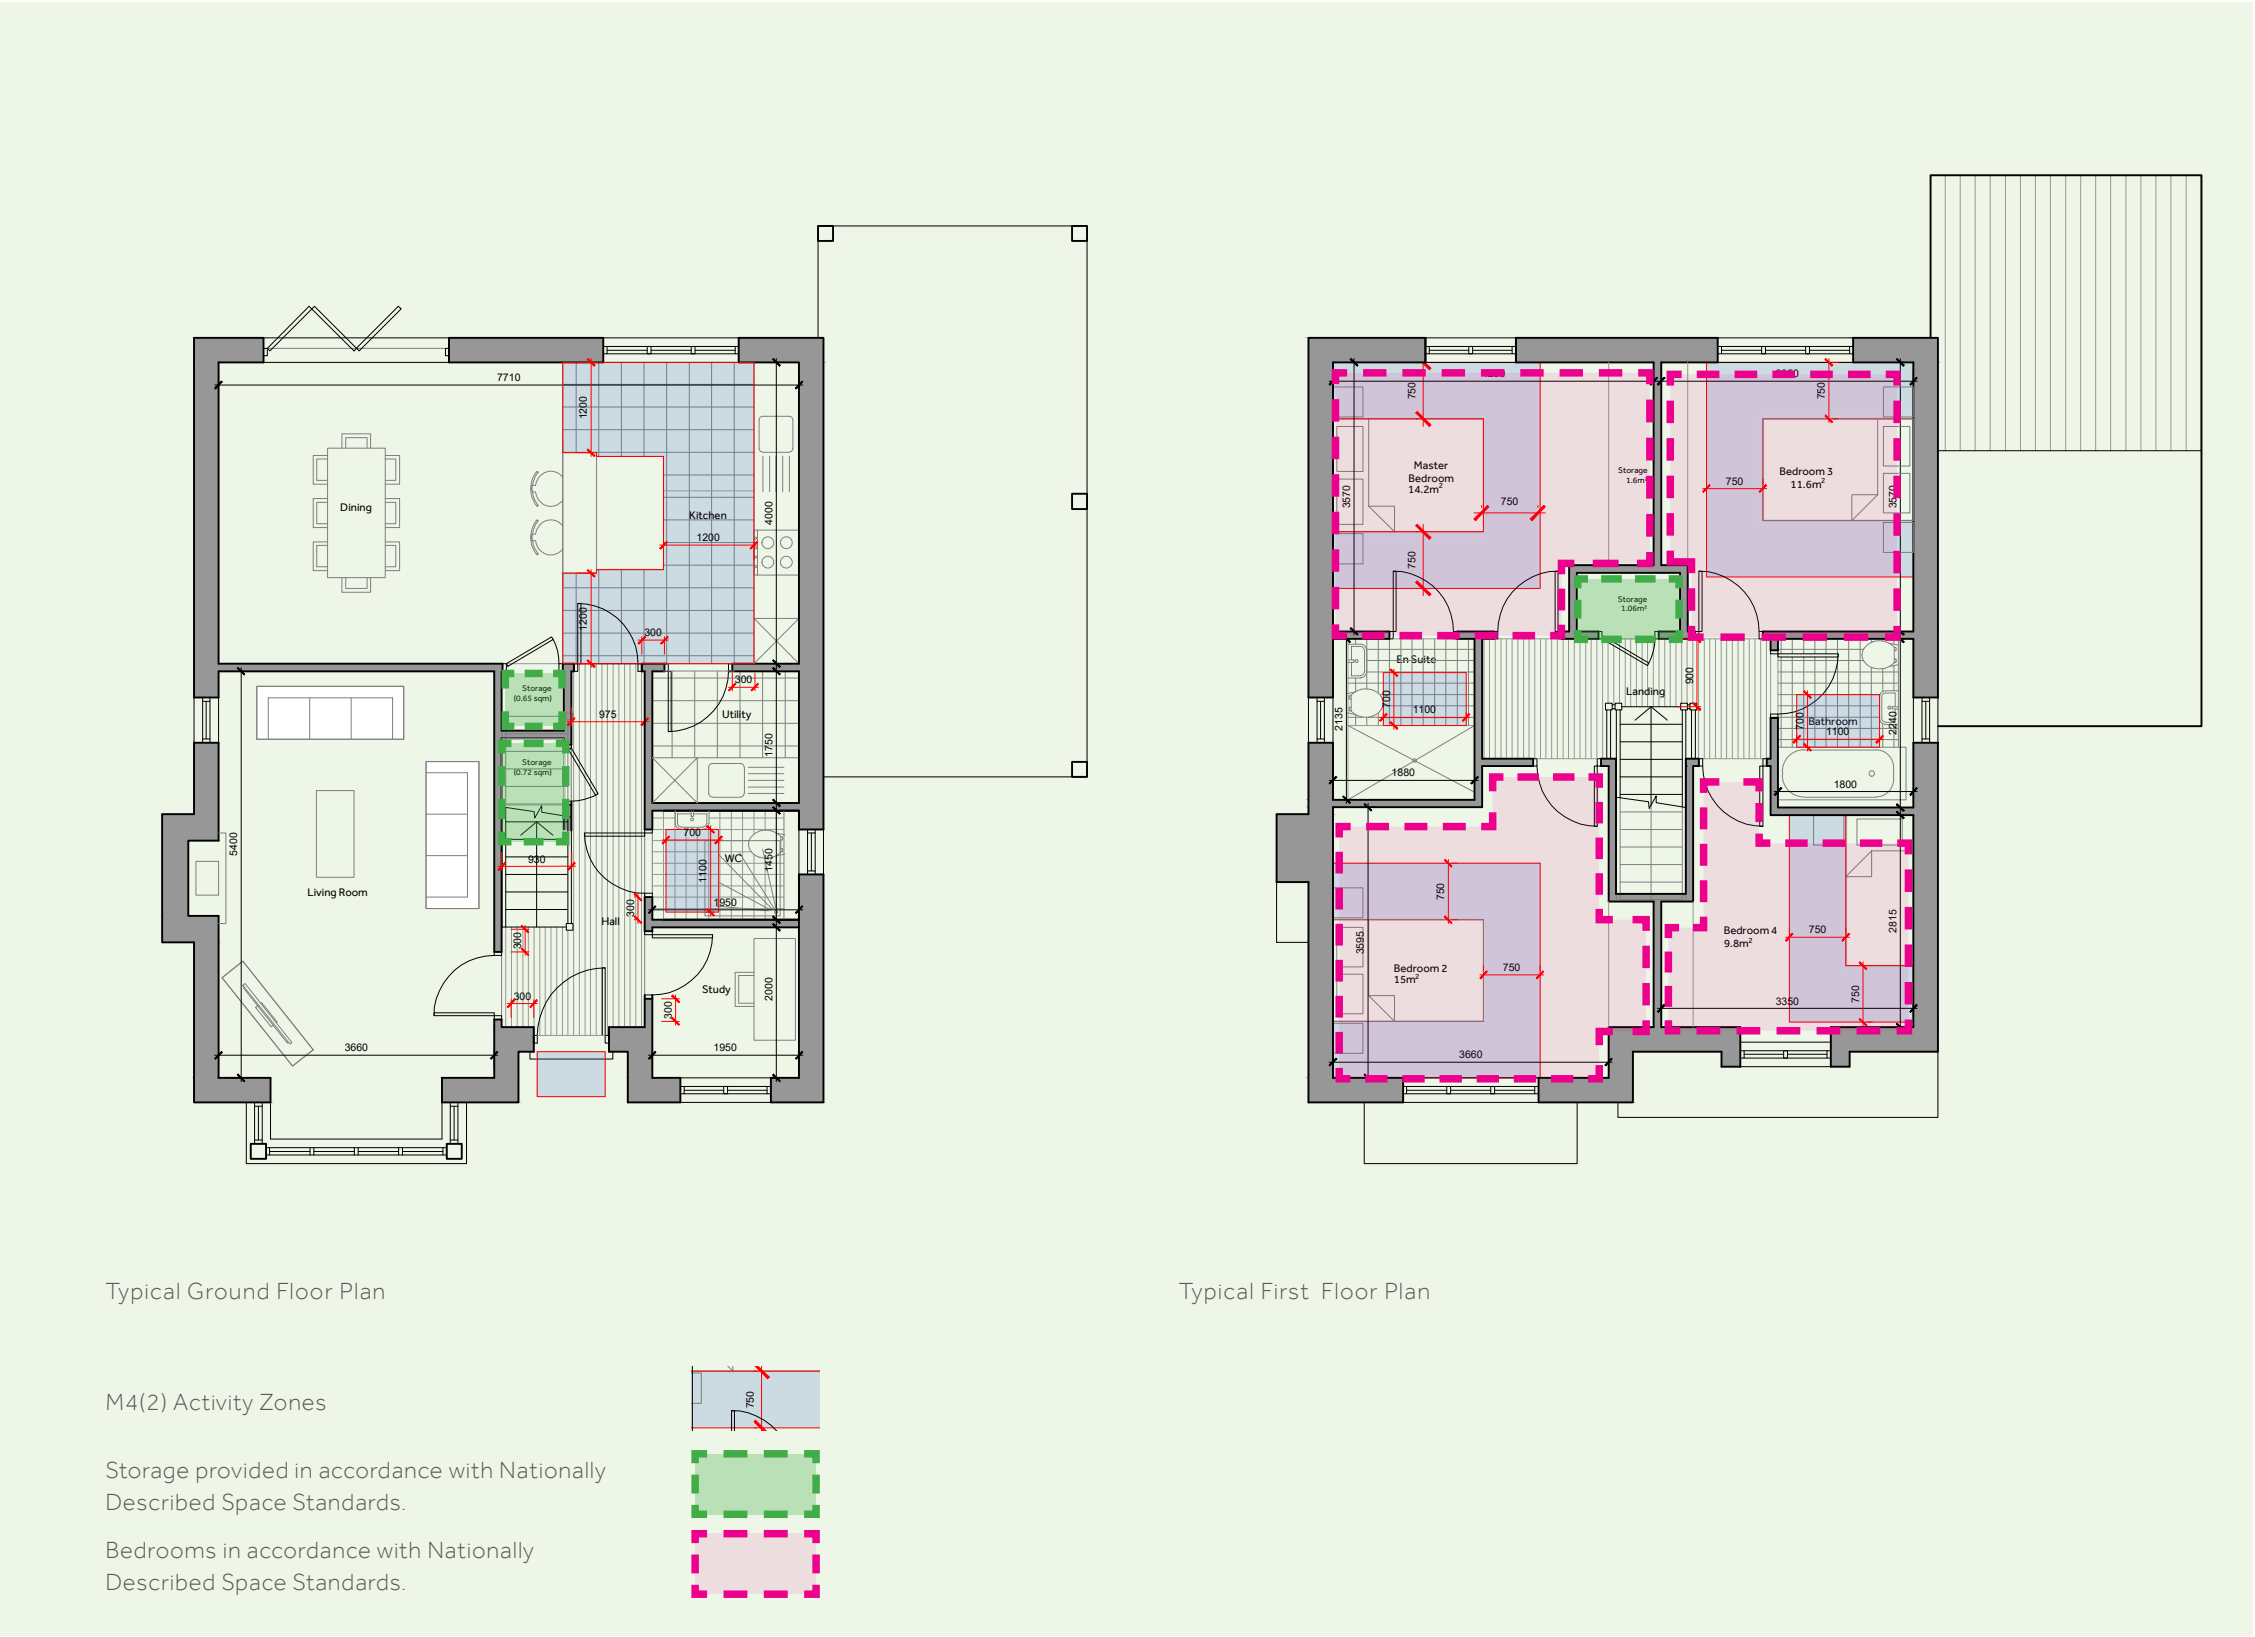 7710
1200
Dining
Kitchen
4000
1200
1200
300
Storage
(0.65 sqm)
300
975
Utility
1750
Storage
(0.72 sqm)
5400
930
700
WC
1100
1450
1950
Living Room
300
Hall
300
Study
2000
300
300
3660
1950
750
750
Master
Bedroom
14.2m²
Storage
1.6m²
3570
750
750
Bedroom 3
11.6m²
750
3570
Storage
1.06m²
En Suite
700
1100
2135
1880
Landing
900
700
Bathroom
1100
2240
1800
750
3595
Bedroom 2
15m²
750
3660
Bedroom 4
9.8m²
750
2815
750
3350
Typical Ground Floor Plan
Typical First Floor Plan
M4(2) Activity Zones
750
Storage provided in accordance with Nationally
Described Space Standards.
Bedrooms in accordance with Nationally
Described Space Standards.